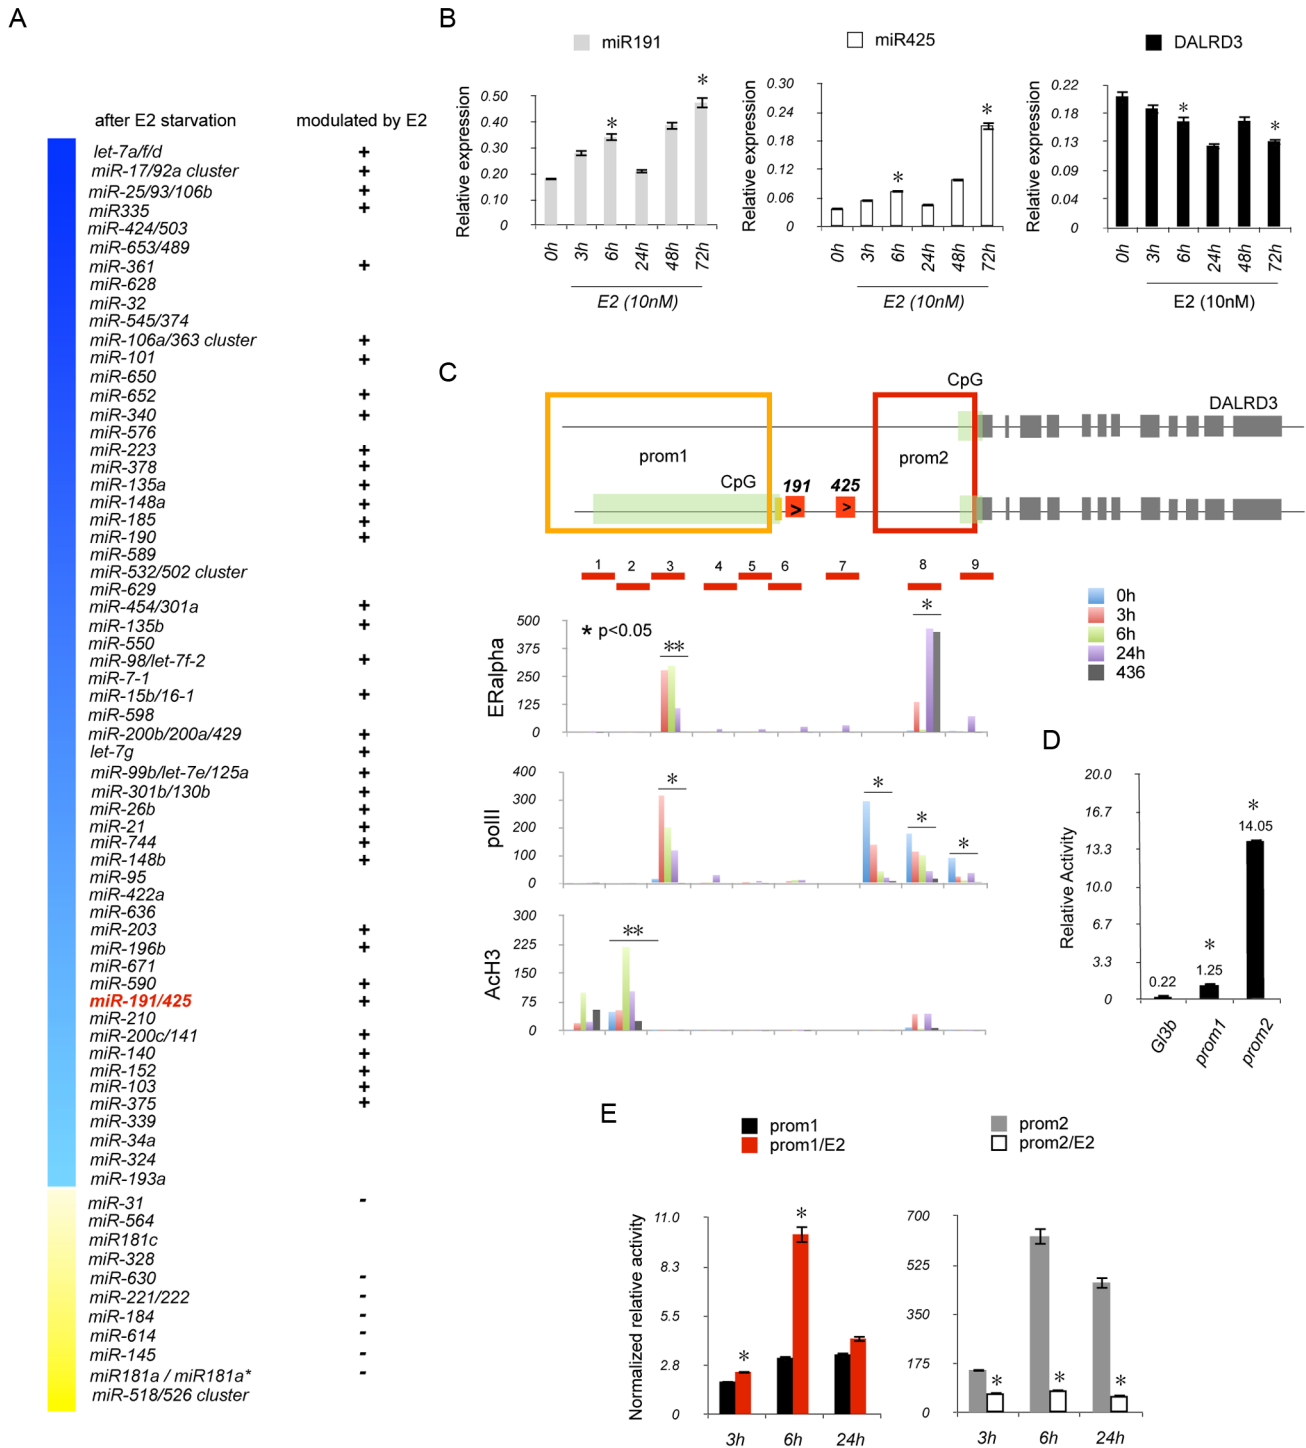 A
after E2 starvation modulated by E2
let-7a/f/d +
miR-17/92a cluster +
miR-25/93/106b +
miR335 +
miR-424/503
miR-653/489
miR-361 +
miR-628
miR-32
miR-545/374
miR-106a/363 cluster +
miR-101 +
miR-650
miR-652 +
miR-340 +
miR-576
miR-223 +
miR-378 +
miR-135a +
miR-148a +
miR-185 +
miR-190 +
miR-589
miR-532/502 cluster
miR-629
miR-454/301a +
miR-135b +
miR-550
miR-98/let-7f-2 +
miR-7-1
miR-15b/16-1 +
miR-598
miR-200b/200a/429 +
let-7g +
miR-99b/let-7e/125a +
miR-301b/130b +
miR-26b +
miR-21 +
miR-744 +
miR-148b +
miR-95
miR-422a
miR-636
miR-203 +
miR-196b +
miR-671
miR-590 +
miR-191/425 +
miR-210
miR-200c/141 +
miR-140 +
miR-152 +
miR-103 +
miR-375 +
miR-339
miR-34a
miR-324
miR-193a
miR-31 -
miR-564
miR181c
miR-328
miR-630 -
miR-221/222 -
miR-184 -
miR-614 -
miR-145 -
miR181a / miR181a* -
miR-518/526 cluster
B
miR191
Relative expression
0.50
0.40
0.30
0.20
0.10
0
* *
0h 3h 6h 24h 48h 72h
E2 (10nM)
miR425
Relative expression
0.30
0.24
0.18
0.12
0.06
0
* *
0h 3h 6h 24h 48h 72h
E2 (10nM)
DALRD3
Relative expression
0.22
0.18
0.13
0.09
0.04
0
* *
0h 3h 6h 24h 48h 72h
E2 (10nM)
C
CpG
DALRD3
prom1
prom2
CpG
191 425
> >
1 2 3 4 5 6 7 8 9
ERalpha
500
375
250
125
0
* p<0.05
** *
0h
3h
6h
24h
436
polII
400
300
200
100
0
* * * *
AcH3
300
225
150
75
0
**
D
Relative Activity
20.0
16.7
13.3
10.0
6.7
3.3
0
0.22
*
1.25
*
14.05
Gl3b prom1 prom2
E
prom1
prom1/E2
Normalized relative activity
11.0
8.3
5.5
2.8
0
* *
3h 6h 24h
prom2
prom2/E2
700
525
350
175
0
* * *
3h 6h 24h